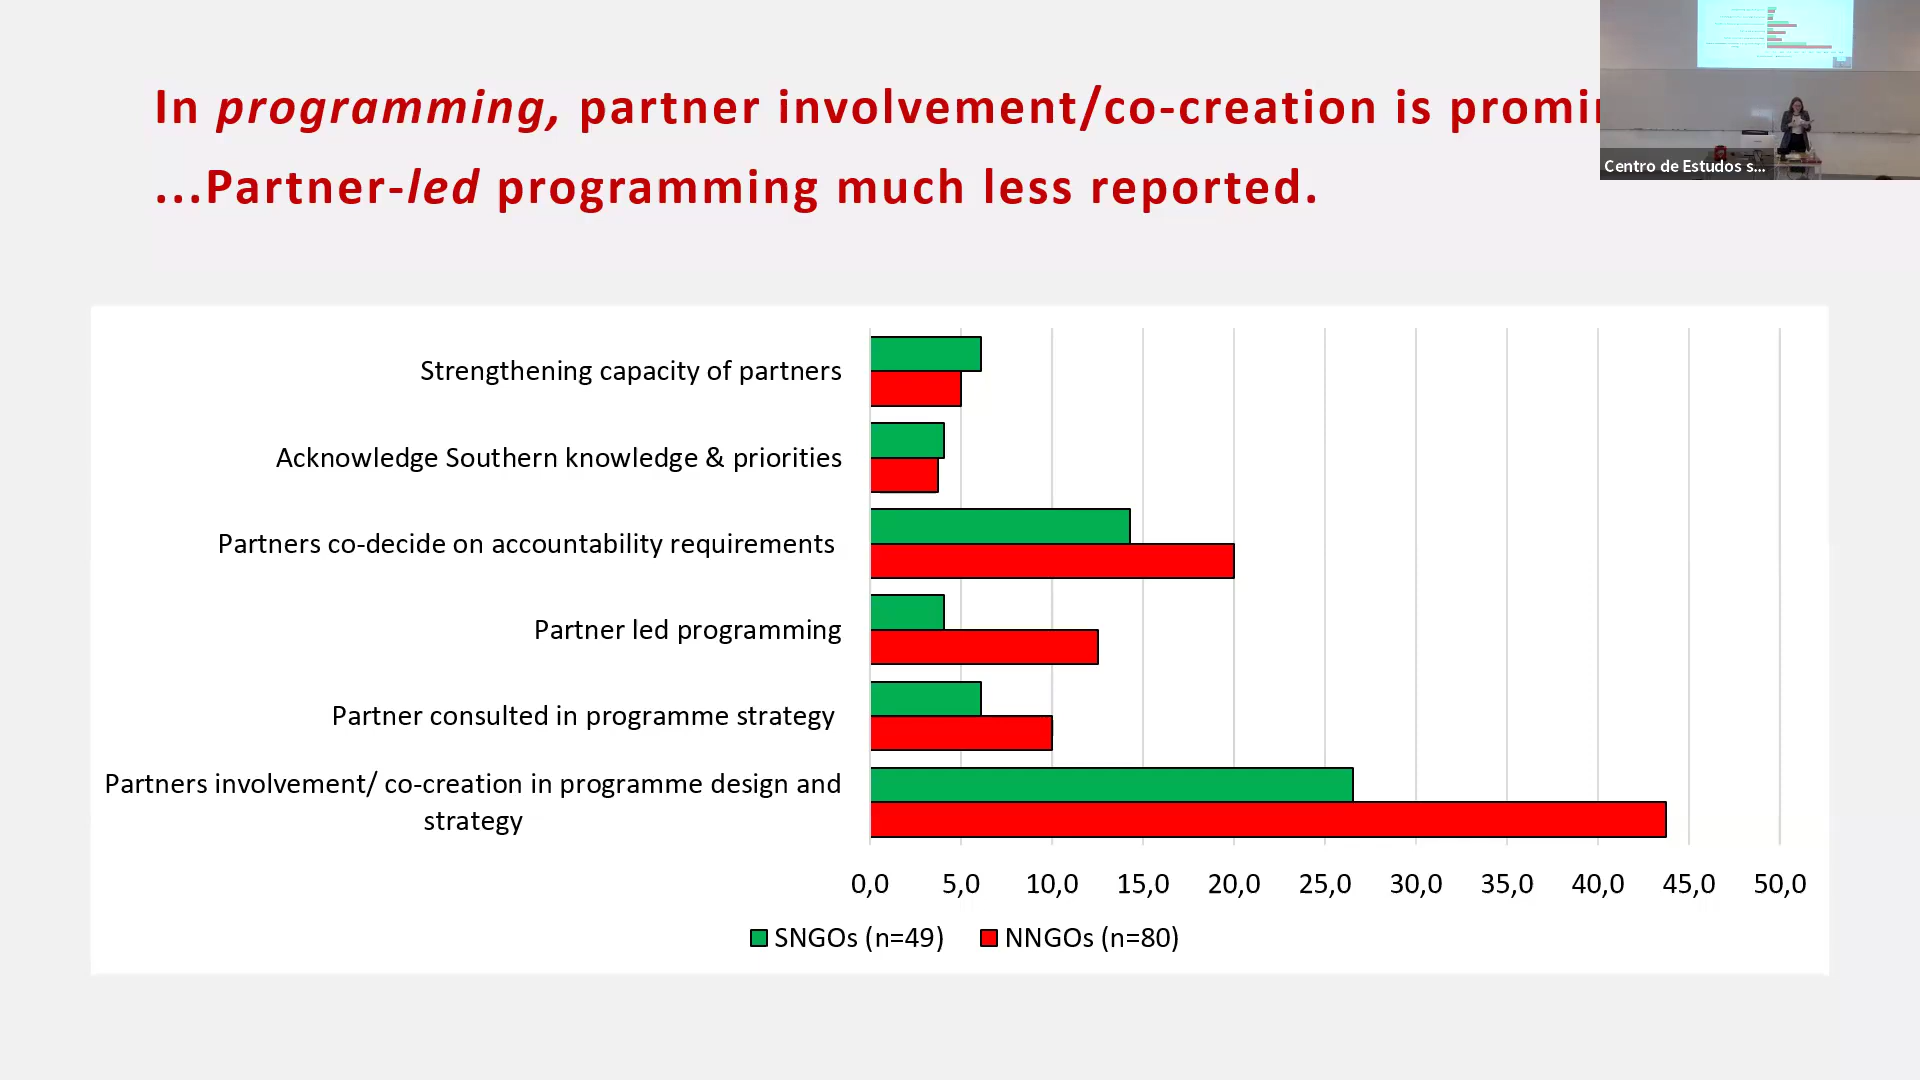 In programming, partner involvement/co-creation is
...Partner-led programming much less reported.
Centro de Estudos s...
Strengthening capacity of partners
Acknowledge Southern knowledge & priorities
Partners co-decide on accountability requirements
Partner led programming
Partner consulted in programme strategy
Partners involvement/ co-creation in programme design and
strategy
0,0 5,0 10,0 15,0 20,0 25,0 30,0 35,0 40,0 45,0 50,0
SNGOs (n=49) NNGOs (n=80)